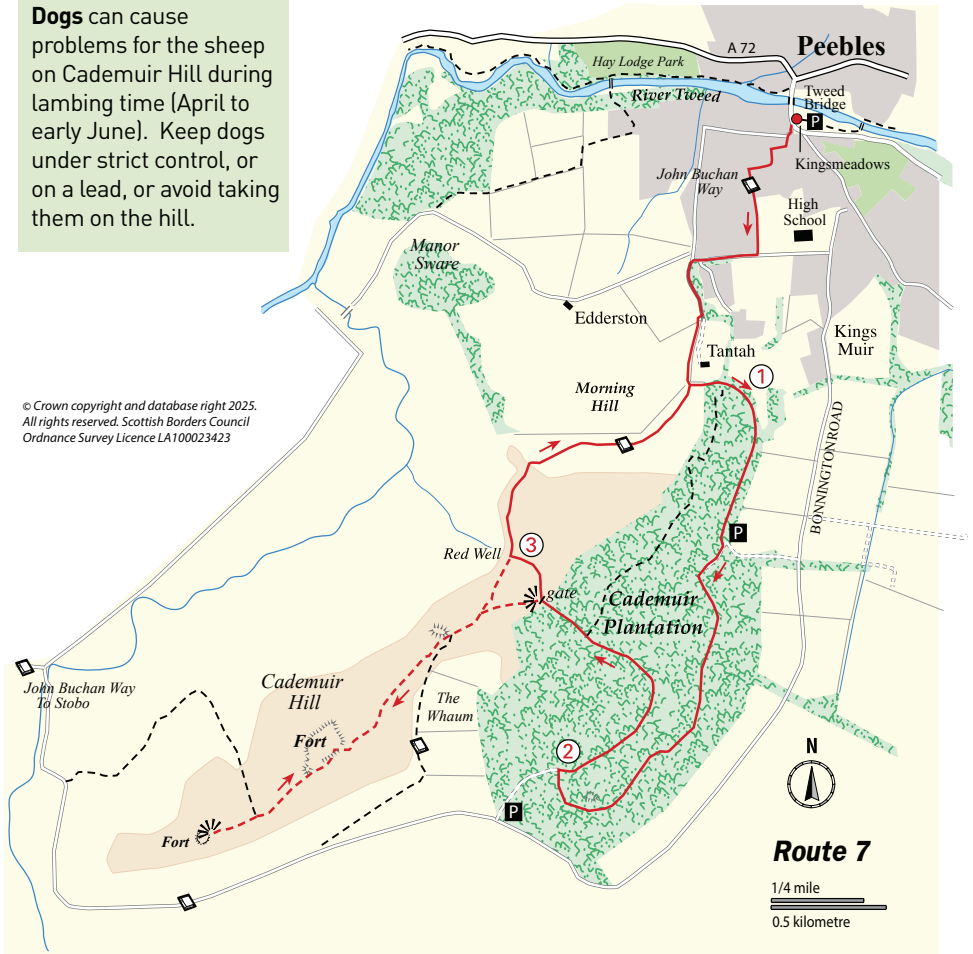 Dogs can cause
problems for the sheep
on Cademuir Hill during
lambing time (April to
early June).  Keep dogs
under strict control, or
on a lead, or avoid taking
them on the hill.
A 72
Peebles
Hay Lodge Park
River Tweed
Tweed
Bridge
P
Kingsmeadows
John Buchan
Way
High
School
Manor
Sware
Edderston
Kings
Muir
Tantah
1
Morning
Hill
© Crown copyright and database right 2025.
All rights reserved. Scottish Borders Council
Ordnance Survey Licence LA100023423
BONNINGTON ROAD
P
3
Red Well
gate
Cademuir
Plantation
John Buchan Way
To Stobo
Cademuir
Hill
The
Whaum
Fort
2
N
P
Fort
Route 7
1/4 mile
0.5 kilometre